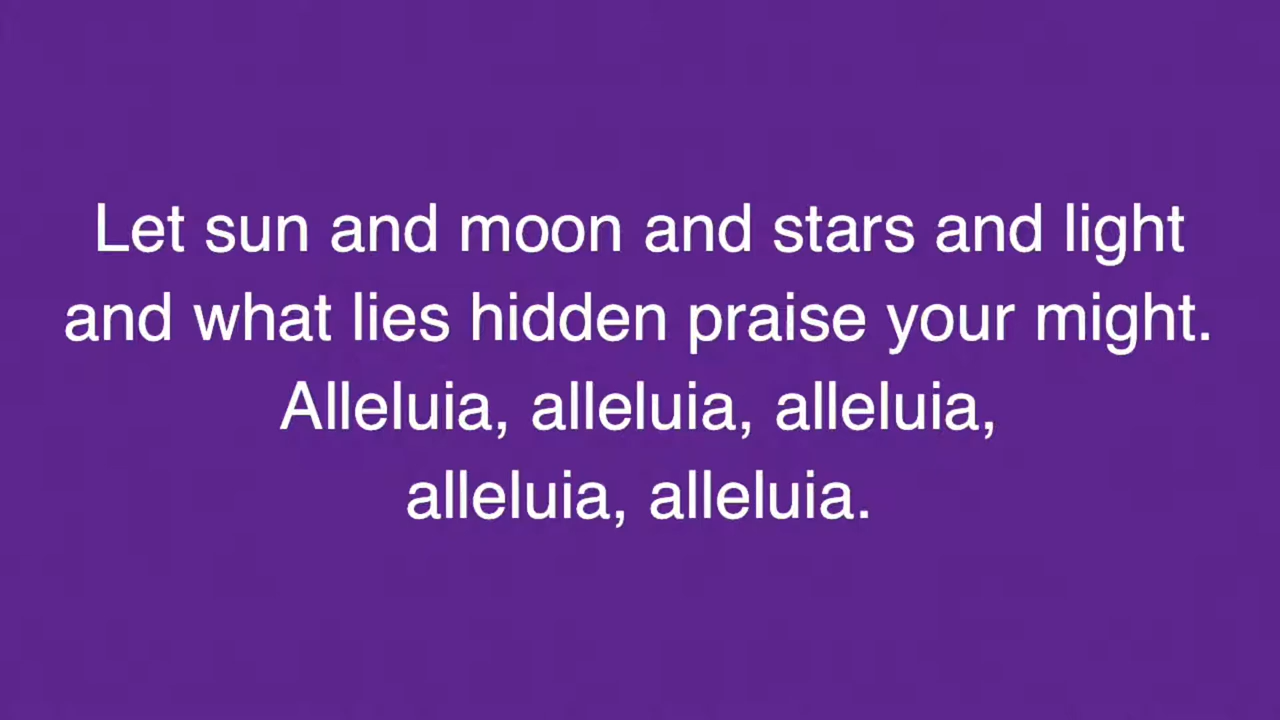 Let sun and moon and stars and light
and what lies hidden praise your might.
Alleluia, alleluia, alleluia,
alleluia, alleluia.